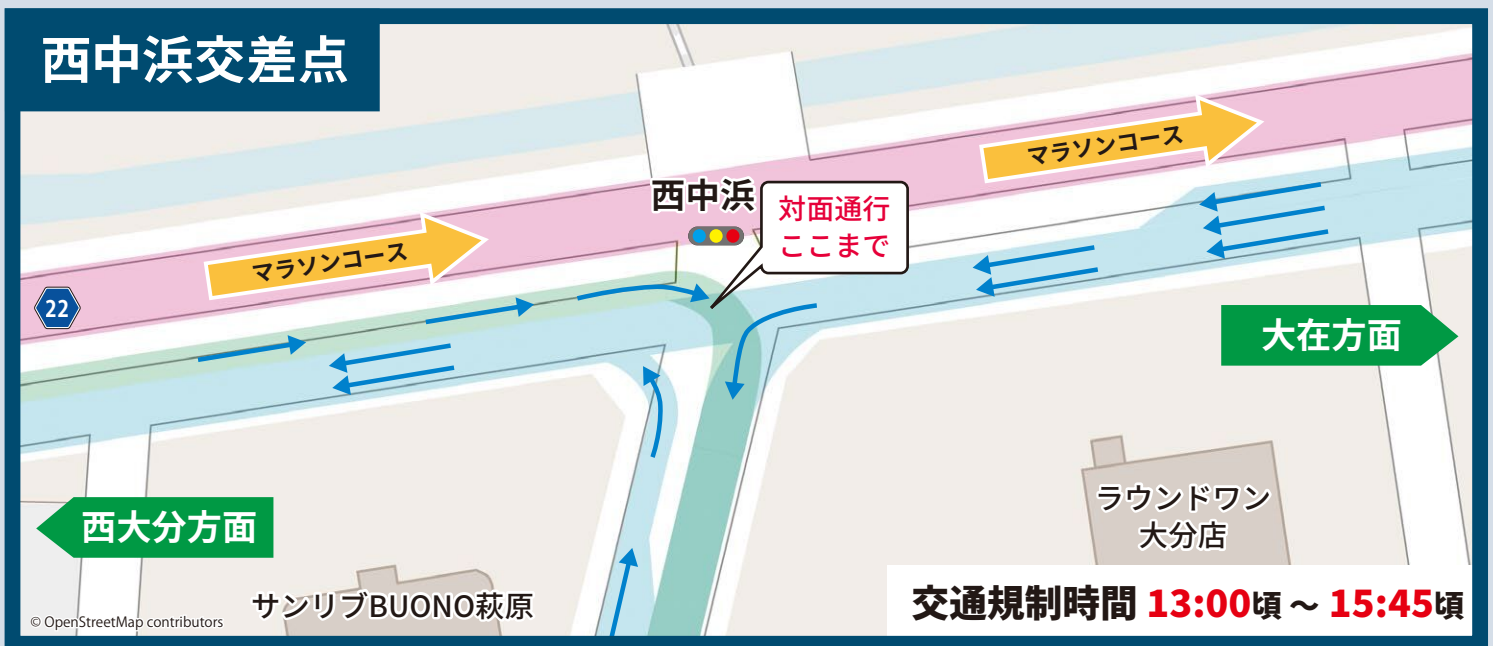 西中浜交差点
マラソンコース
西中浜
対面通行
ここまで
マラソンコース
22
大在方面
西大分方面
ラウンドワン
大分店
サンリブBUONO萩原
交通規制時間 13:00頃 ～ 15:45頃
© OpenStreetMap contributors